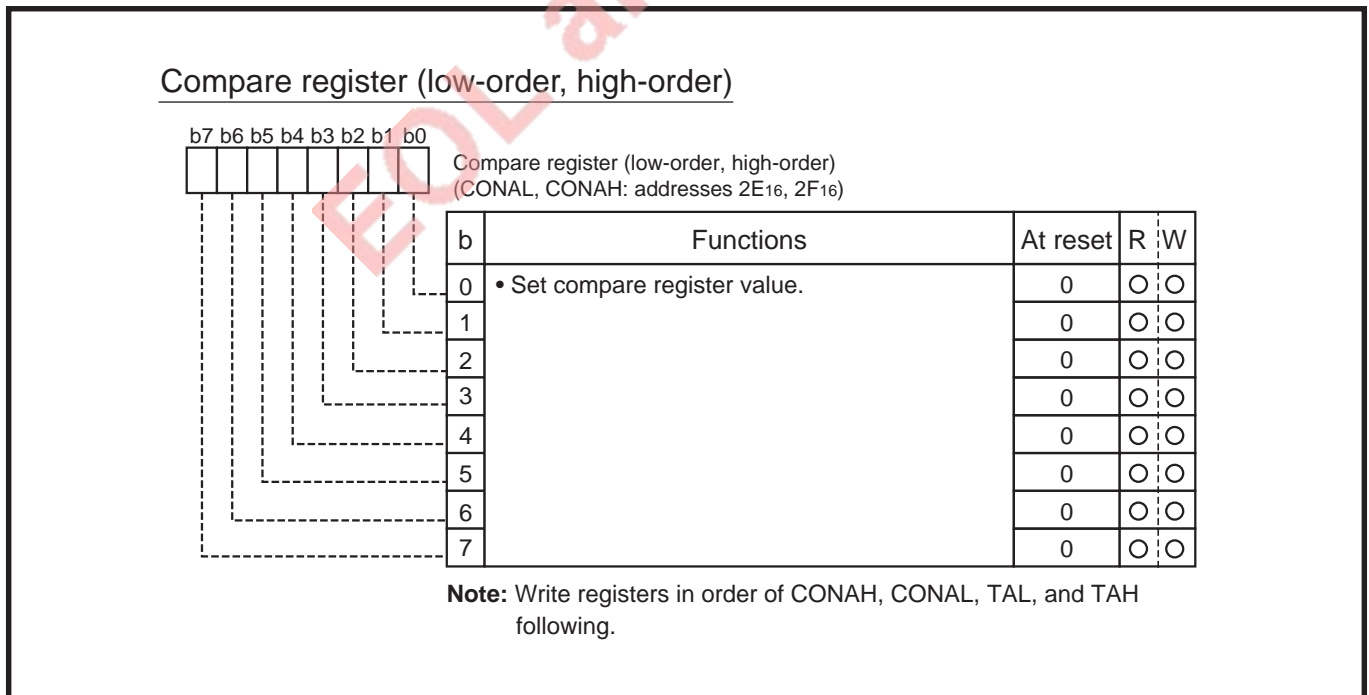 EOL an
Compare register (low-order, high-order)
b7 b6 b5 b4 b3 b2 b1 b0
Compare register (low-order, high-order)
(CONAL, CONAH: addresses 2E16, 2F16)
b Functions At reset R W
0 • Set compare register value. 0 ○ ○
1 0 ○ ○
2 0 ○ ○
3 0 ○ ○
4 0 ○ ○
5 0 ○ ○
6 0 ○ ○
7 0 ○ ○
Note: Write registers in order of CONAH, CONAL, TAL, and TAH
following.